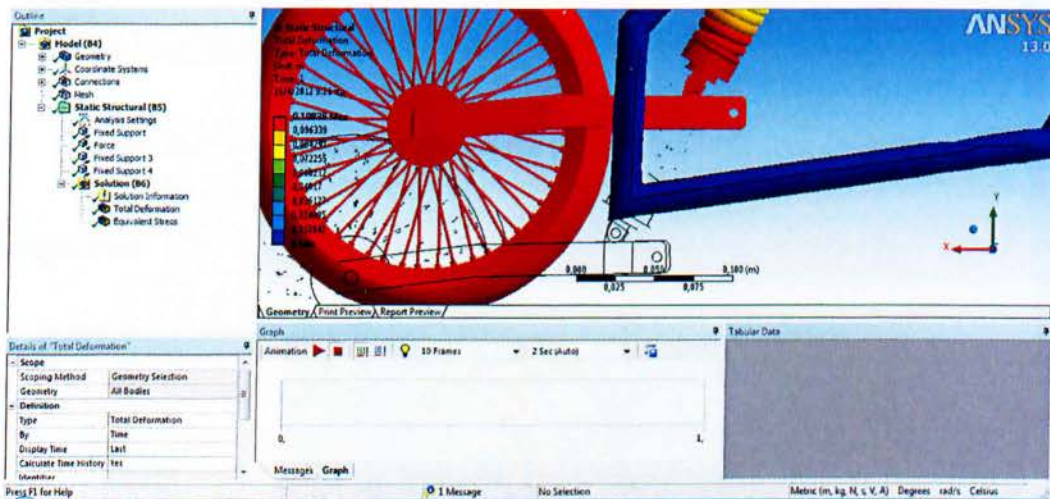 Outline
Project
Model (B4)
Geometry
Coordinate Systems
Connections
Mesh
Static Structural (B5)
Analysis Settings
Fixed Support
Force
Fixed Support 3
Fixed Support 4
Solution (B6)
Solution Information
Total Deformation
Equivalent Stress
Static Structural
Total Deformation
Type: Total Deformation
0,096339
0,072255
ANSYS
13.0
Y
X
0,000
0,050
0,100 (m)
0,025
0,075
Geometry Print Preview Report Preview
Details of "Total Deformation"
Scope
Scoping Method Geometry Selection
Geometry All Bodies
Definition
Type Total Deformation
By Time
Display Time Last
Calculate Time History Yes
Identifier
Graph
Animation 10 Frames 2 Sec (Auto)
0, 1,
Messages Graph
Tabular Data
Press F1 for Help 1 Message No Selection Metric (m, kg, N, s, V, A) Degrees rad/s Celsius